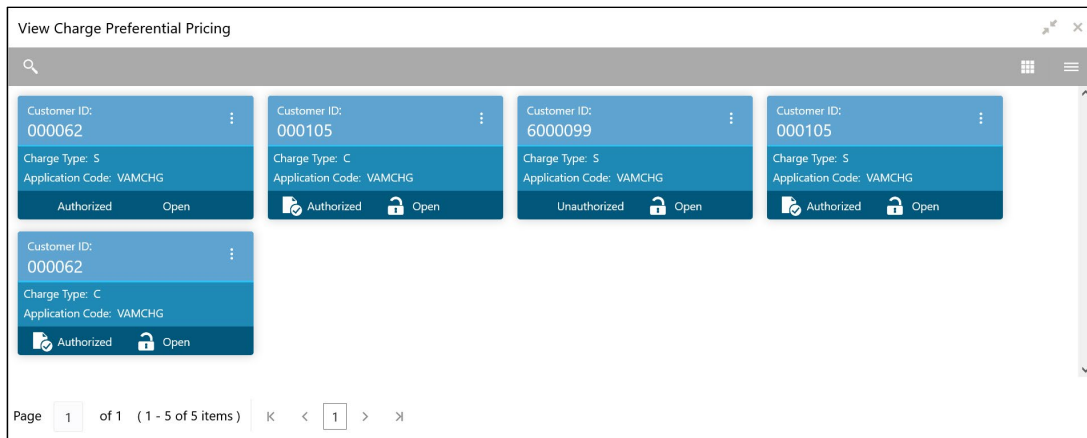 View Charge Preferential Pricing
Customer ID:
000062
Charge Type: S
Application Code: VAMCHG
Authorized Open
Customer ID:
000105
Charge Type: C
Application Code: VAMCHG
Authorized Open
Customer ID:
6000099
Charge Type: S
Application Code: VAMCHG
Unauthorized Open
Customer ID:
000105
Charge Type: S
Application Code: VAMCHG
Authorized Open
Customer ID:
000062
Charge Type: C
Application Code: VAMCHG
Authorized Open
Page 1 of 1 ( 1 - 5 of 5 items ) 1